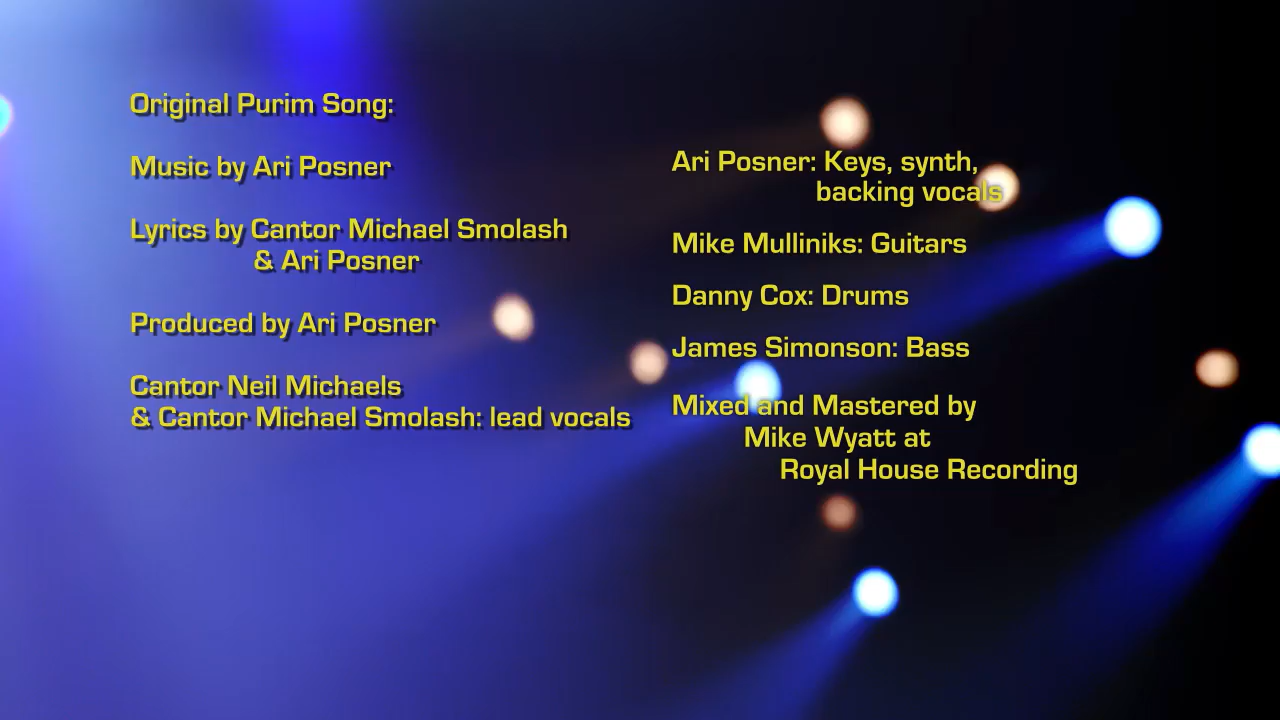 Original Purim Song:
Music by Ari Posner
Lyrics by Cantor Michael Smolash
& Ari Posner
Produced by Ari Posner
Cantor Neil Michaels
& Cantor Michael Smolash: lead vocals
Ari Posner: Keys, synth,
backing vocals
Mike Mulliniks: Guitars
Danny Cox: Drums
James Simonson: Bass
Mixed and Mastered by
Mike Wyatt at
Royal House Recording